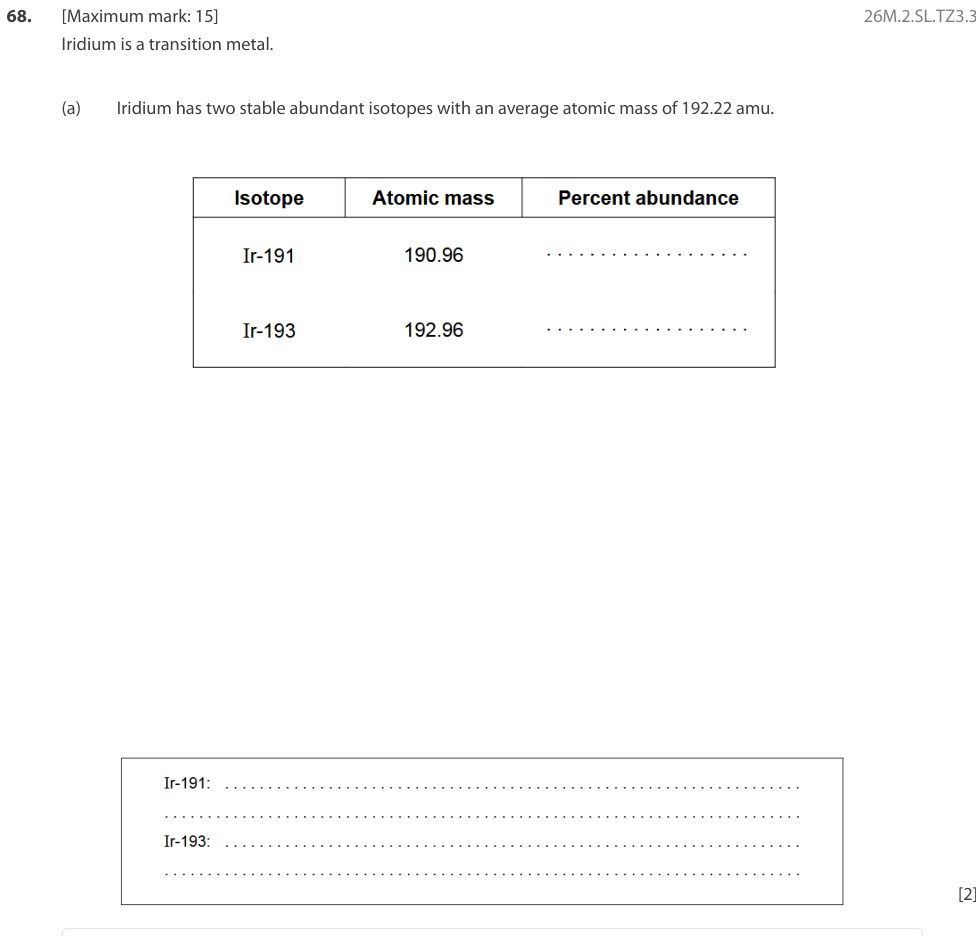 68. [Maximum mark: 15] 26M.2.SL.TZ3.3
Iridium is a transition metal.
(a) Iridium has two stable abundant isotopes with an average atomic mass of 192.22 amu.
Isotope Atomic mass Percent abundance
Ir-191 190.96 . . . . . . . . . . . . . . . . . . .
Ir-193 192.96 . . . . . . . . . . . . . . . . . . .
Ir-191: . . . . . . . . . . . . . . . . . . . . . . . . . . . . . . . . . . . . . . . . . . . . . . . . . . . . . . . . . . . . . . . . . .
. . . . . . . . . . . . . . . . . . . . . . . . . . . . . . . . . . . . . . . . . . . . . . . . . . . . . . . . . . . . . . . . . . . . . . . . .
Ir-193: . . . . . . . . . . . . . . . . . . . . . . . . . . . . . . . . . . . . . . . . . . . . . . . . . . . . . . . . . . . . . . . . . .
. . . . . . . . . . . . . . . . . . . . . . . . . . . . . . . . . . . . . . . . . . . . . . . . . . . . . . . . . . . . . . . . . . . . . . . . .
[2]